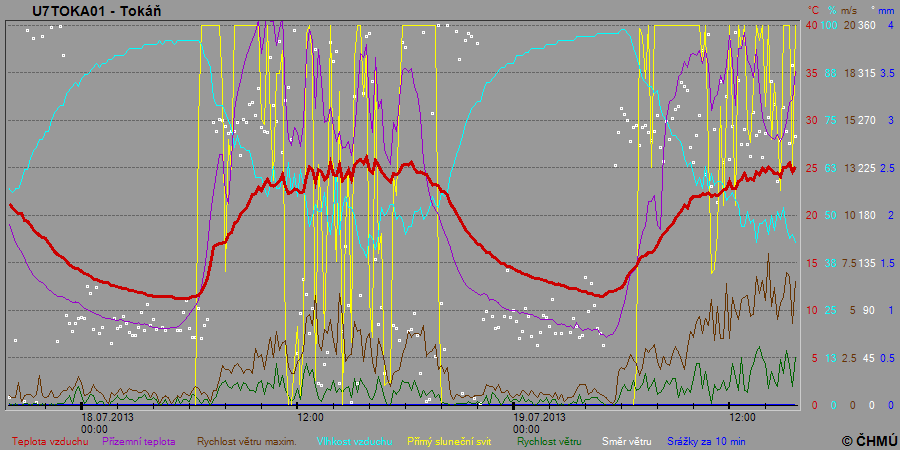 U7TOKA01 - Tokáň
°C % m/s ° mm
40 100 20 360 4
35 88 18 315 3.5
30 75 15 270 3
25 63 13 225 2.5
20 50 10 180 2
15 38 7.5 135 1.5
10 25 5 90 1
5 13 2.5 45 0.5
0 0 0 0 0
18.07.2013 12:00 19.07.2013 12:00
00:00 00:00
Teplota vzduchu Přízemní teplota Rychlost větru maxim. Vlhkost vzduchu Přímý sluneční svit Rychlost větru Směr větru Srážky za 10 min © ČHMÚ